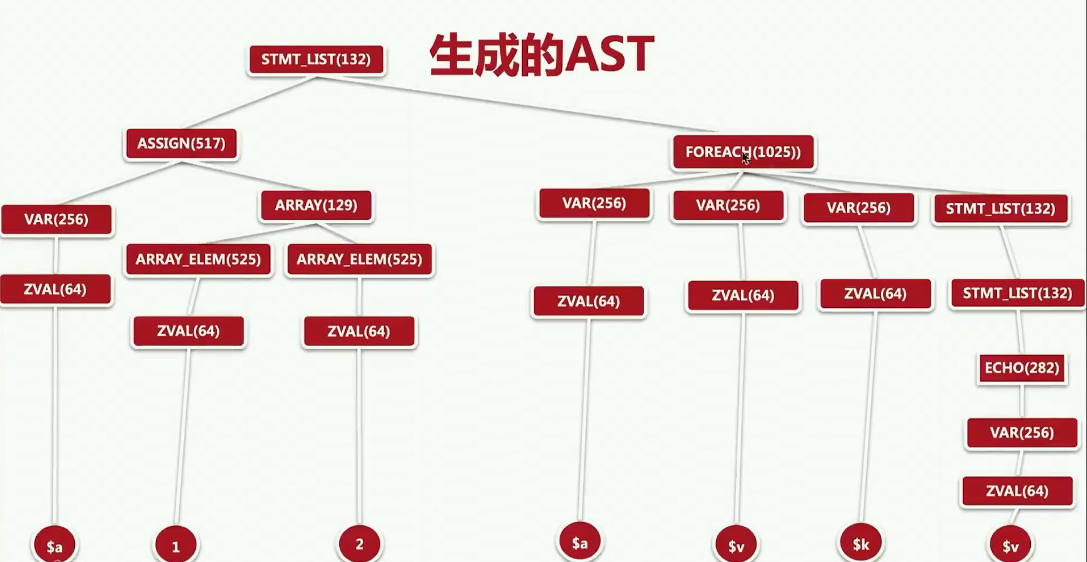 生成的AST
STMT_LIST(132)
ASSIGN(517)
FOREACH(1025))
VAR(256)
ARRAY(129)
VAR(256)
VAR(256)
VAR(256)
STMT_LIST(132)
ARRAY_ELEM(525)
ARRAY_ELEM(525)
ZVAL(64)
ZVAL(64)
ZVAL(64)
ZVAL(64)
STMT_LIST(132)
ZVAL(64)
ZVAL(64)
ECHO(282)
VAR(256)
ZVAL(64)
$a
1
2
$a
$v
$k
$v